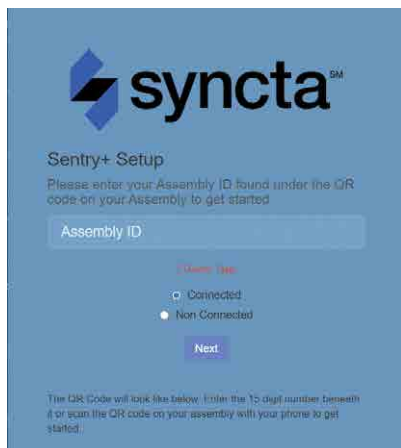 syncta SM
Sentry+ Setup
Please enter your Assembly ID found under the QR
code on your Assembly to get started
Assembly ID
Connected
Non Connected
Next
The QR Code will look like below. Enter the 15 digit number beneath
it or scan the QR code on your assembly with your phone to get
started.